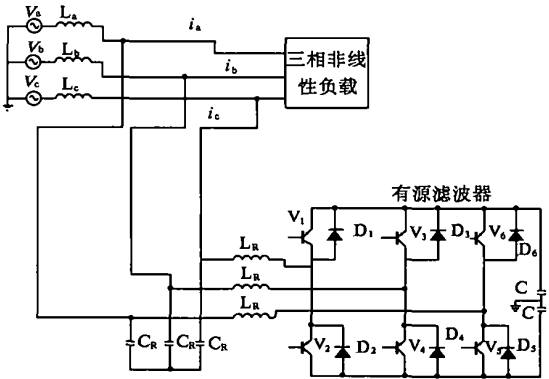 Va La ia
Vb Lb ib
三相非线
性负载
Vc Lc ic
有源滤波器
V1 D1 V3 D3 V6 D6
LR
LR
LR
C
C
CR CR CR
V2 D2 V4 D4 V5 D5